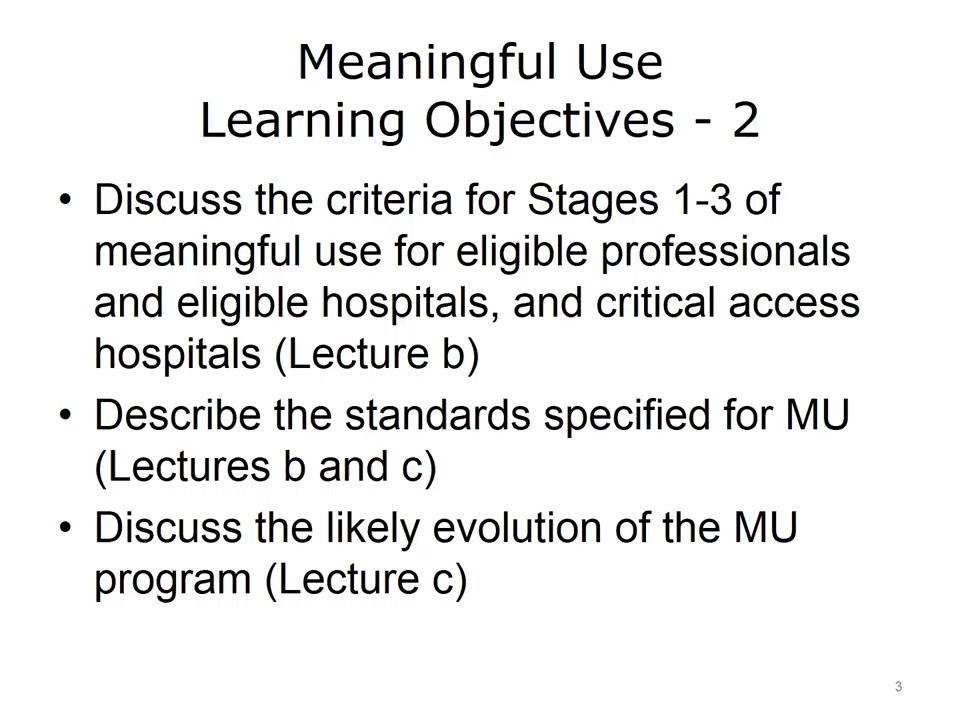 Meaningful Use
Learning Objectives - 2
• Discuss the criteria for Stages 1-3 of
meaningful use for eligible professionals
and eligible hospitals, and critical access
hospitals (Lecture b)
• Describe the standards specified for MU
(Lectures b and c)
• Discuss the likely evolution of the MU
program (Lecture c)
3